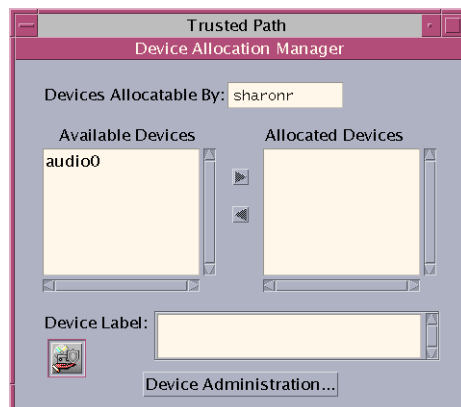 Trusted Path
Device Allocation Manager
Devices Allocatable By: sharonr
Available Devices
Allocated Devices
audio0
Device Label:
Device Administration...